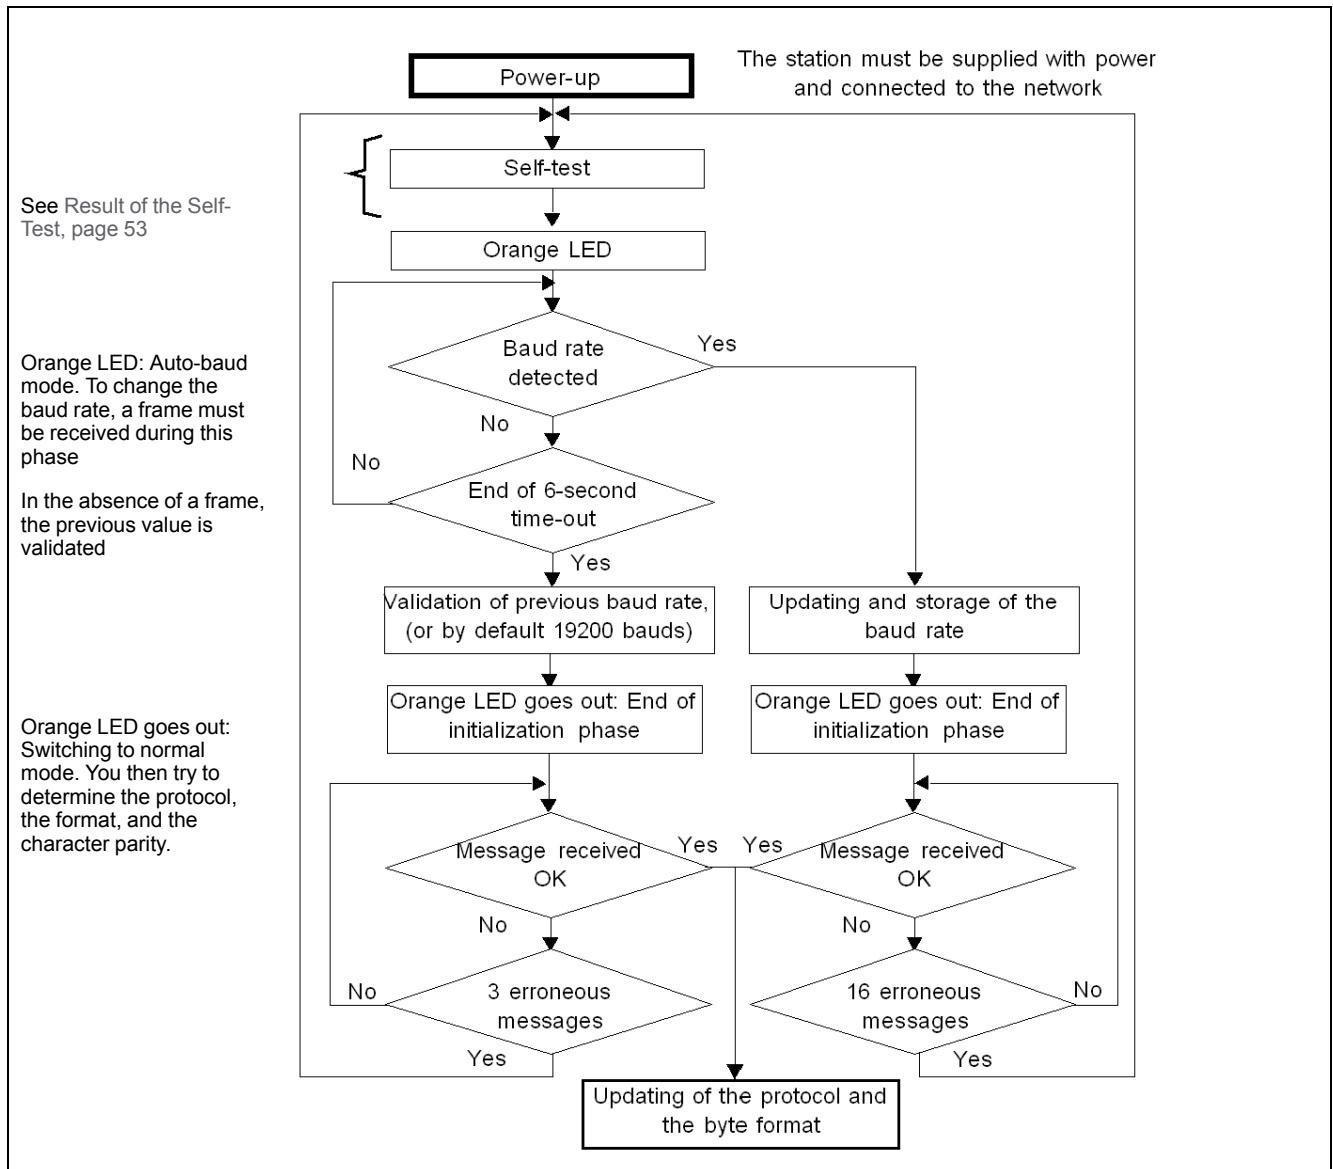 Power-up
The station must be supplied with power
and connected to the network
Self-test
See Result of the Self-
Test, page 53
Orange LED
Baud rate
detected
Yes
Orange LED: Auto-baud
mode. To change the
baud rate, a frame must
be received during this
phase
No
No
In the absence of a frame,
the previous value is
validated
End of 6-second
time-out
Yes
Validation of previous baud rate,
(or by default 19200 bauds)
Updating and storage of the
baud rate
Orange LED goes out: End of
initialization phase
Orange LED goes out: End of
initialization phase
Orange LED goes out:
Switching to normal
mode. You then try to
determine the protocol,
the format, and the
character parity.
Message received
OK
Yes
Yes
Message received
OK
No
No
No
3 erroneous
messages
16 erroneous
messages
No
Yes
Yes
Updating of the protocol and
the byte format